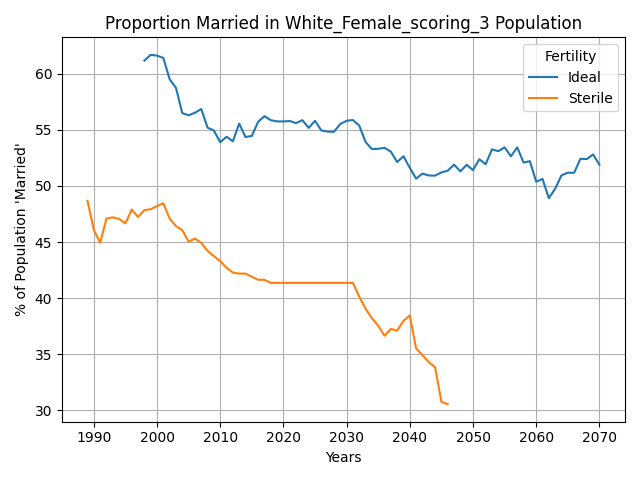 Proportion Married in White_Female_scoring_3 Population
% of Population 'Married'
60
55
50
45
40
35
30
Fertility
Ideal
Sterile
1990 2000 2010 2020 2030 2040 2050 2060 2070
Years